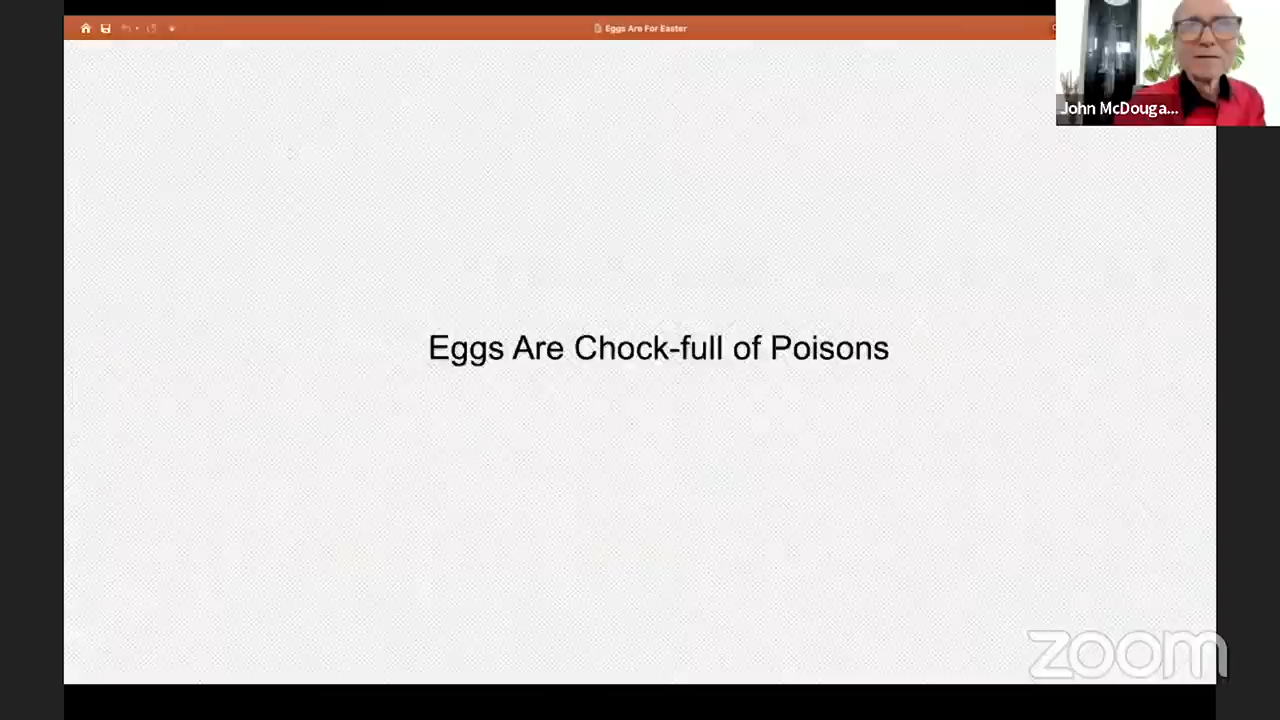 Eggs Are For Easter
John McDouga...
Eggs Are Chock-full of Poisons
zoom